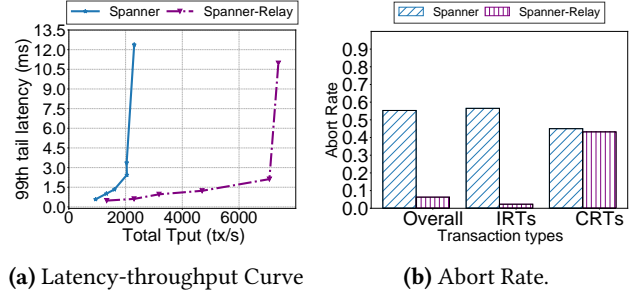 Spanner Spanner-Relay
99th tail latency (ms)
13.5
12.0
10.5
9.0
7.5
6.0
4.5
3.0
1.5
0.0
0 2000 4000 6000
Total Tput (tx/s)
(a) Latency-throughput Curve
Spanner Spanner-Relay
Abort Rate
0.9
0.8
0.7
0.6
0.5
0.4
0.3
0.2
0.1
0.0
Overall IRTs CRTs
Transaction types
(b) Abort Rate.